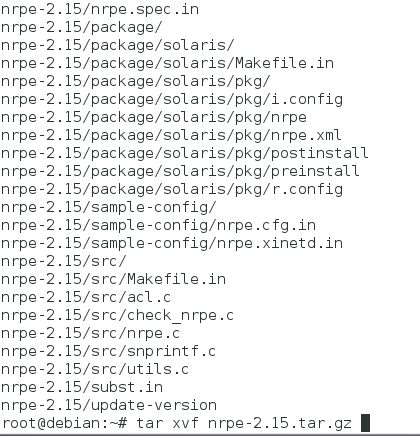 nrpe-2.15/nrpe.spec.in
nrpe-2.15/package/
nrpe-2.15/package/solaris/
nrpe-2.15/package/solaris/Makefile.in
nrpe-2.15/package/solaris/pkg/
nrpe-2.15/package/solaris/pkg/i.config
nrpe-2.15/package/solaris/pkg/nrpe
nrpe-2.15/package/solaris/pkg/nrpe.xml
nrpe-2.15/package/solaris/pkg/postinstall
nrpe-2.15/package/solaris/pkg/preinstall
nrpe-2.15/package/solaris/pkg/r.config
nrpe-2.15/sample-config/
nrpe-2.15/sample-config/nrpe.cfg.in
nrpe-2.15/sample-config/nrpe.xinetd.in
nrpe-2.15/src/
nrpe-2.15/src/Makefile.in
nrpe-2.15/src/acl.c
nrpe-2.15/src/check_nrpe.c
nrpe-2.15/src/nrpe.c
nrpe-2.15/src/snprintf.c
nrpe-2.15/src/utils.c
nrpe-2.15/subst.in
nrpe-2.15/update-version
root@debian:~# tar xvf nrpe-2.15.tar.gz